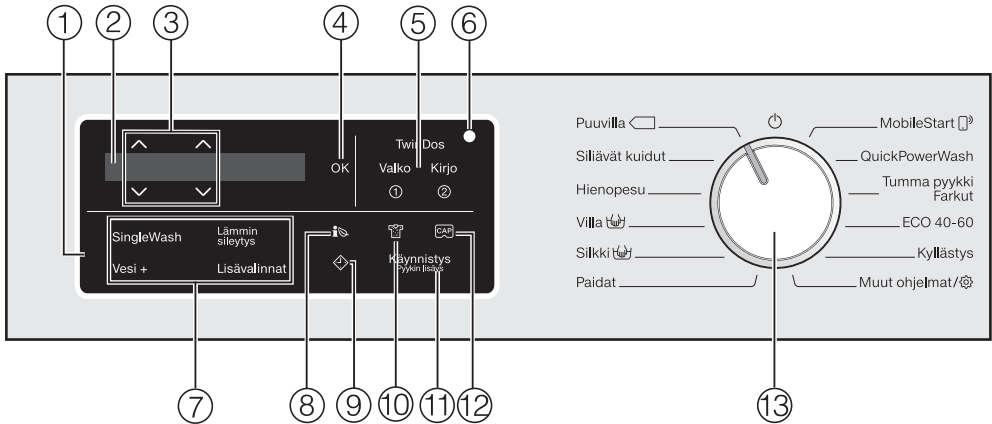 ① ② ③ ④ ⑤ ⑥
TwinDos
OK Valko Kirjo
① ②
SingleWash Lämmin sileytys
Vesi + Lisävalinnat
CAP
Käynnistys
Pyykin lisäys
Puuvilla
Siliävät kuidut
Hienopesu
Villa
Silkki
Paidat
MobileStart
QuickPowerWash
Tumma pyykki
Farkut
ECO 40-60
Kyllästys
Muut ohjelmat/
⑦ ⑧ ⑨ ⑩ ⑪ ⑫ ⑬